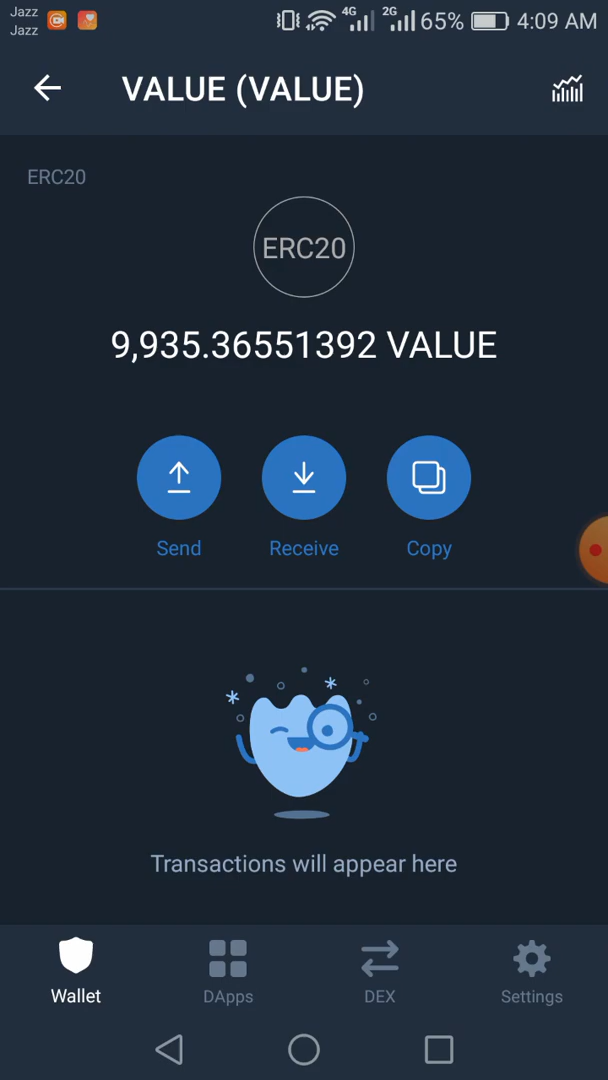 Jazz
Jazz
4G 2G 65% 4:09 AM
VALUE (VALUE)
ERC20
ERC20
9,935.36551392 VALUE
Send Receive Copy
Transactions will appear here
Wallet DApps DEX Settings